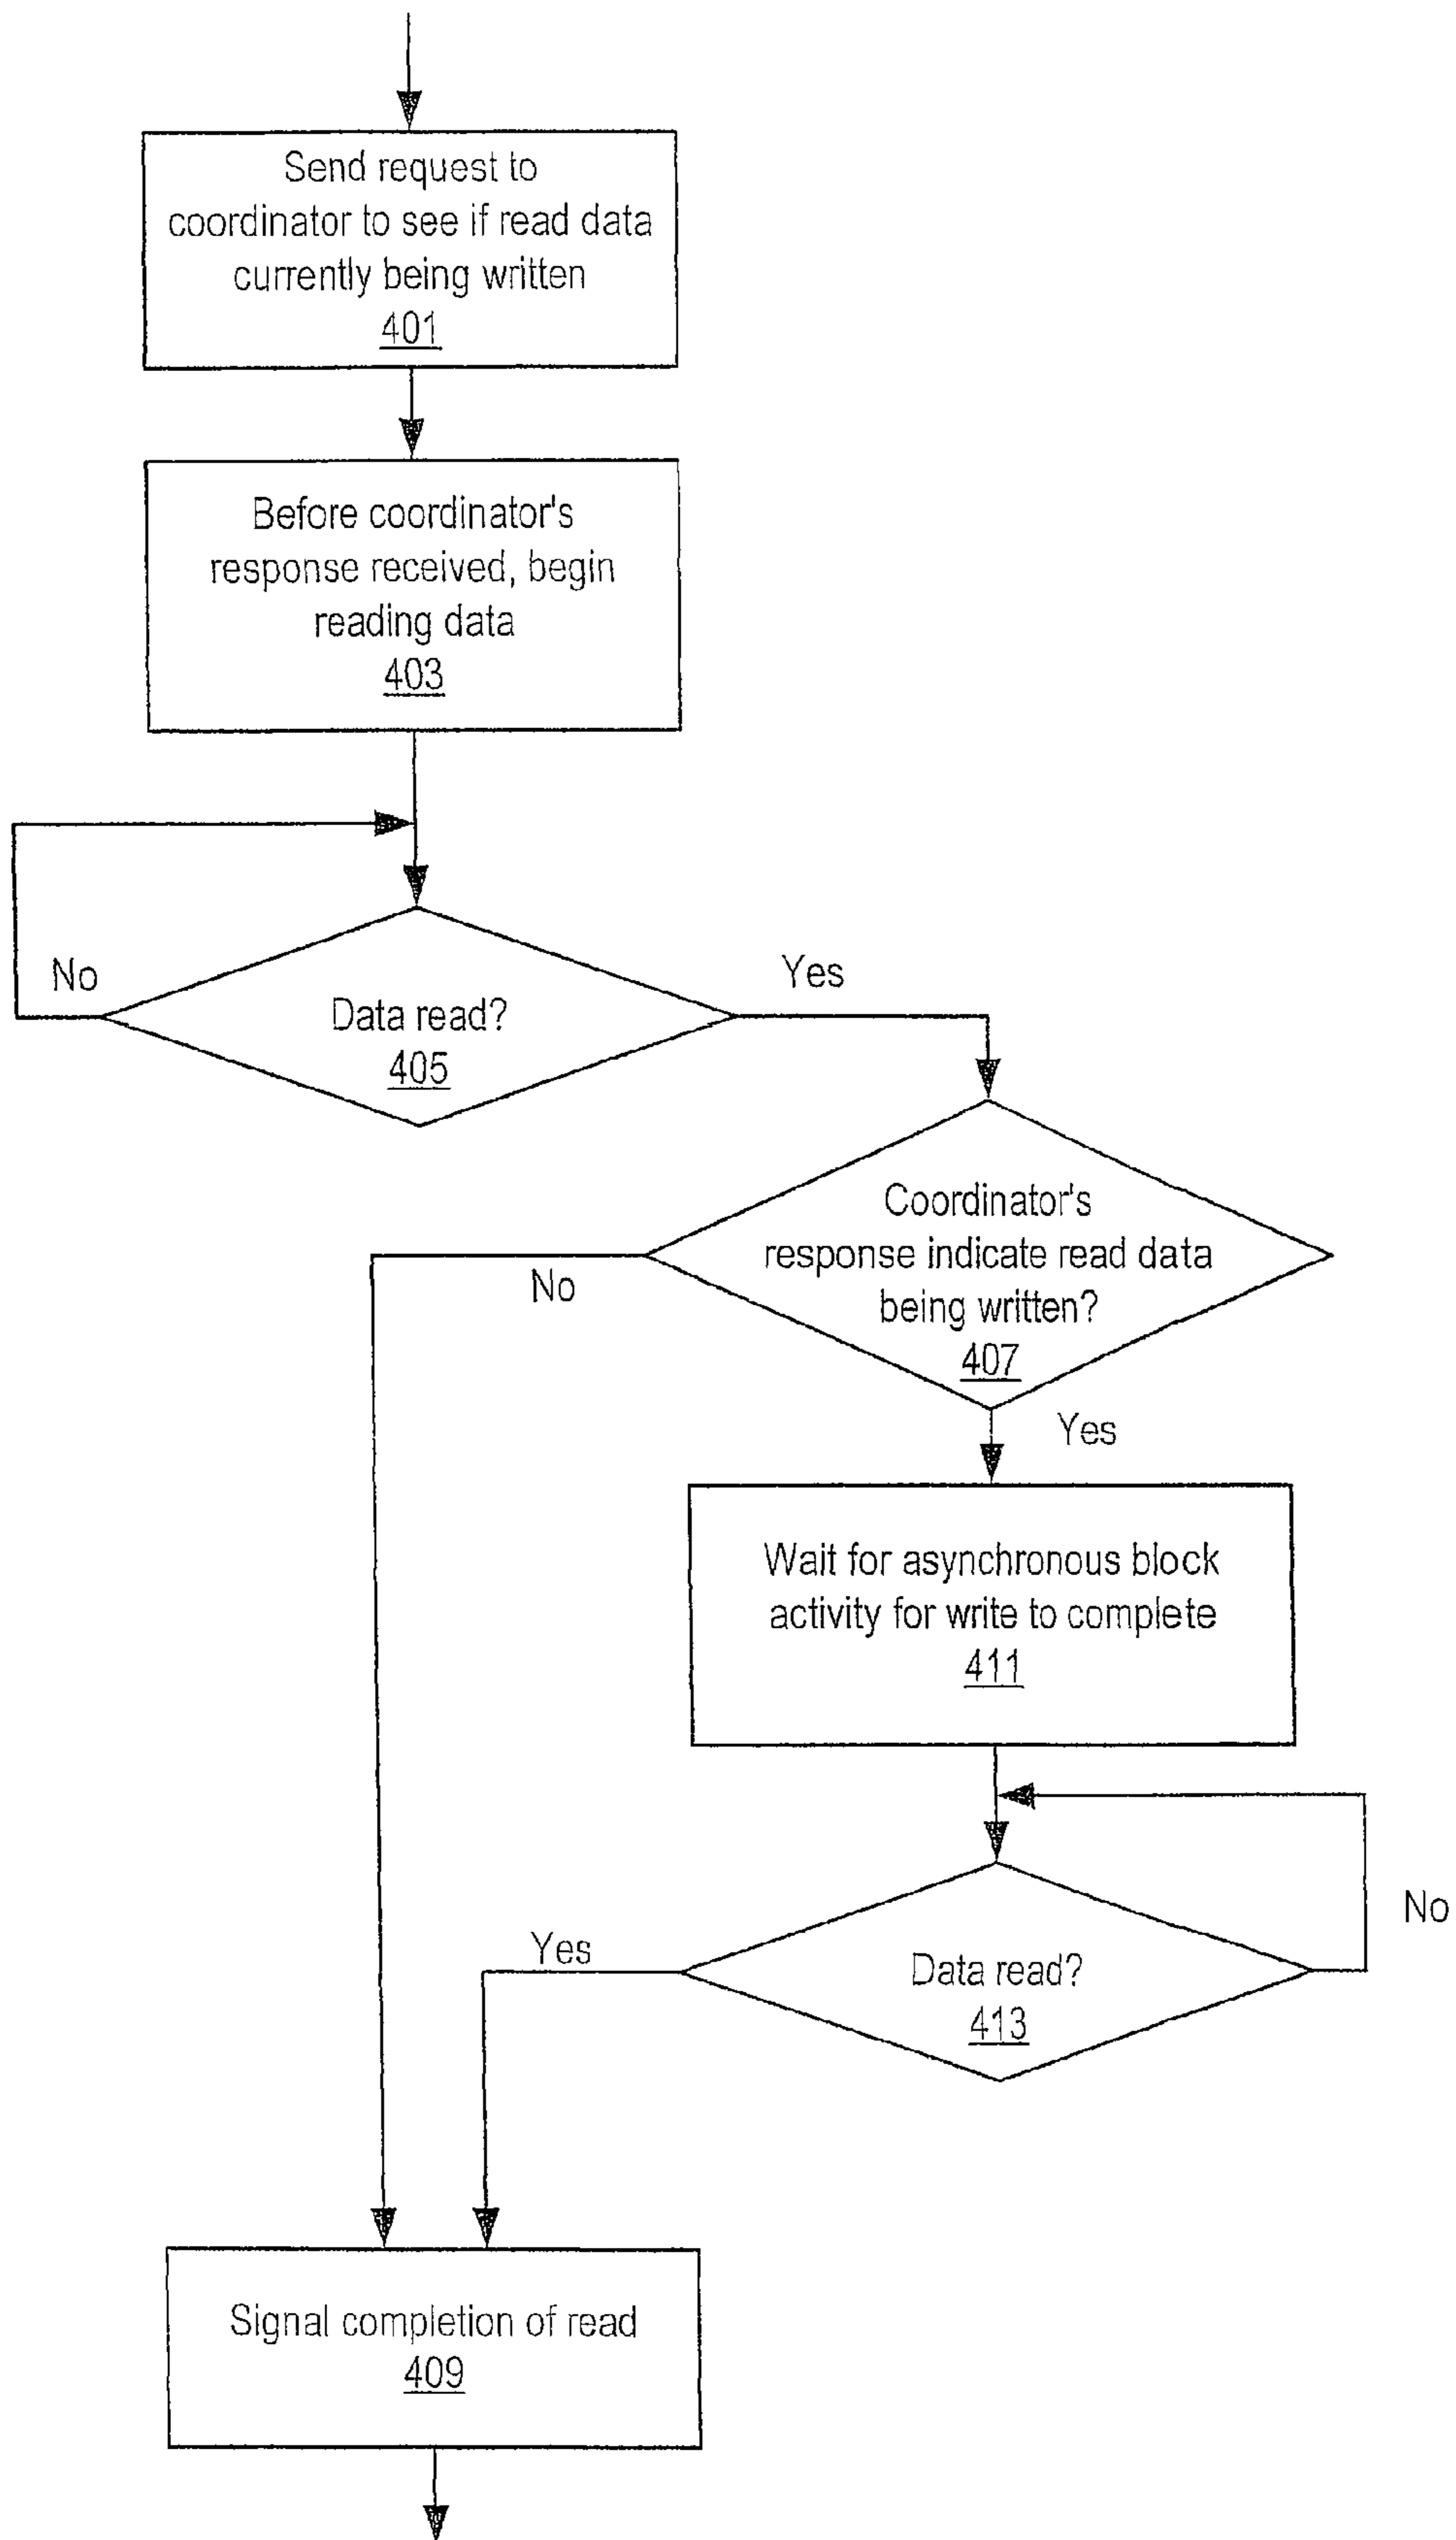 Send request to
coordinator to see if read data
currently being written
401
Before coordinator's
response received, begin
reading data
403
No
Yes
Data read?
405
Coordinator's
response indicate read data
being written?
407
No
Yes
Wait for asynchronous block
activity for write to complete
411
No
Yes
Data read?
413
Signal completion of read
409